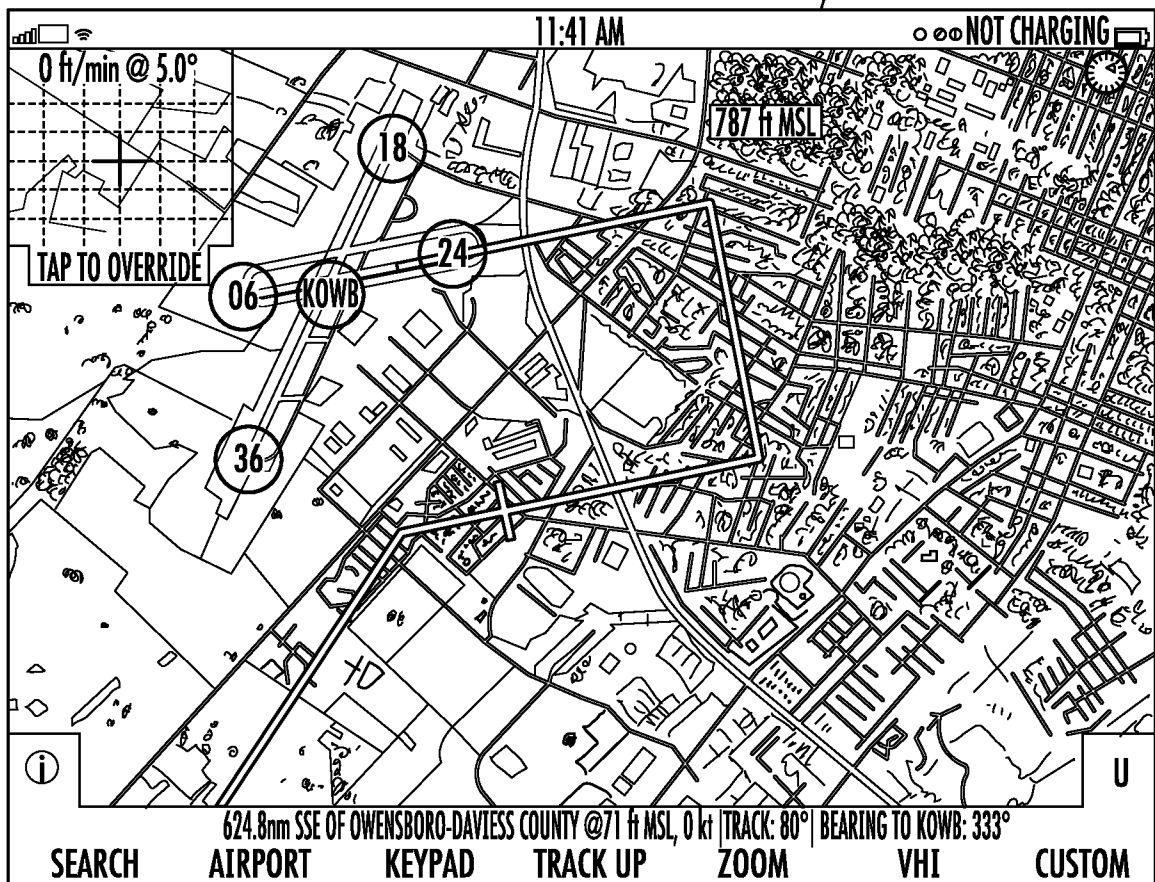 11:41 AM NOT CHARGING
0 ft/min @ 5.0°
787 ft MSL
18
24
TAP TO OVERRIDE
06 KOWB
36
i
U
624.8nm SSE OF OWENSBORO-DAVIESS COUNTY @71 ft MSL, 0 kt |TRACK: 80°| BEARING TO KOWB: 333°
SEARCH AIRPORT KEYPAD TRACK UP ZOOM VHI CUSTOM